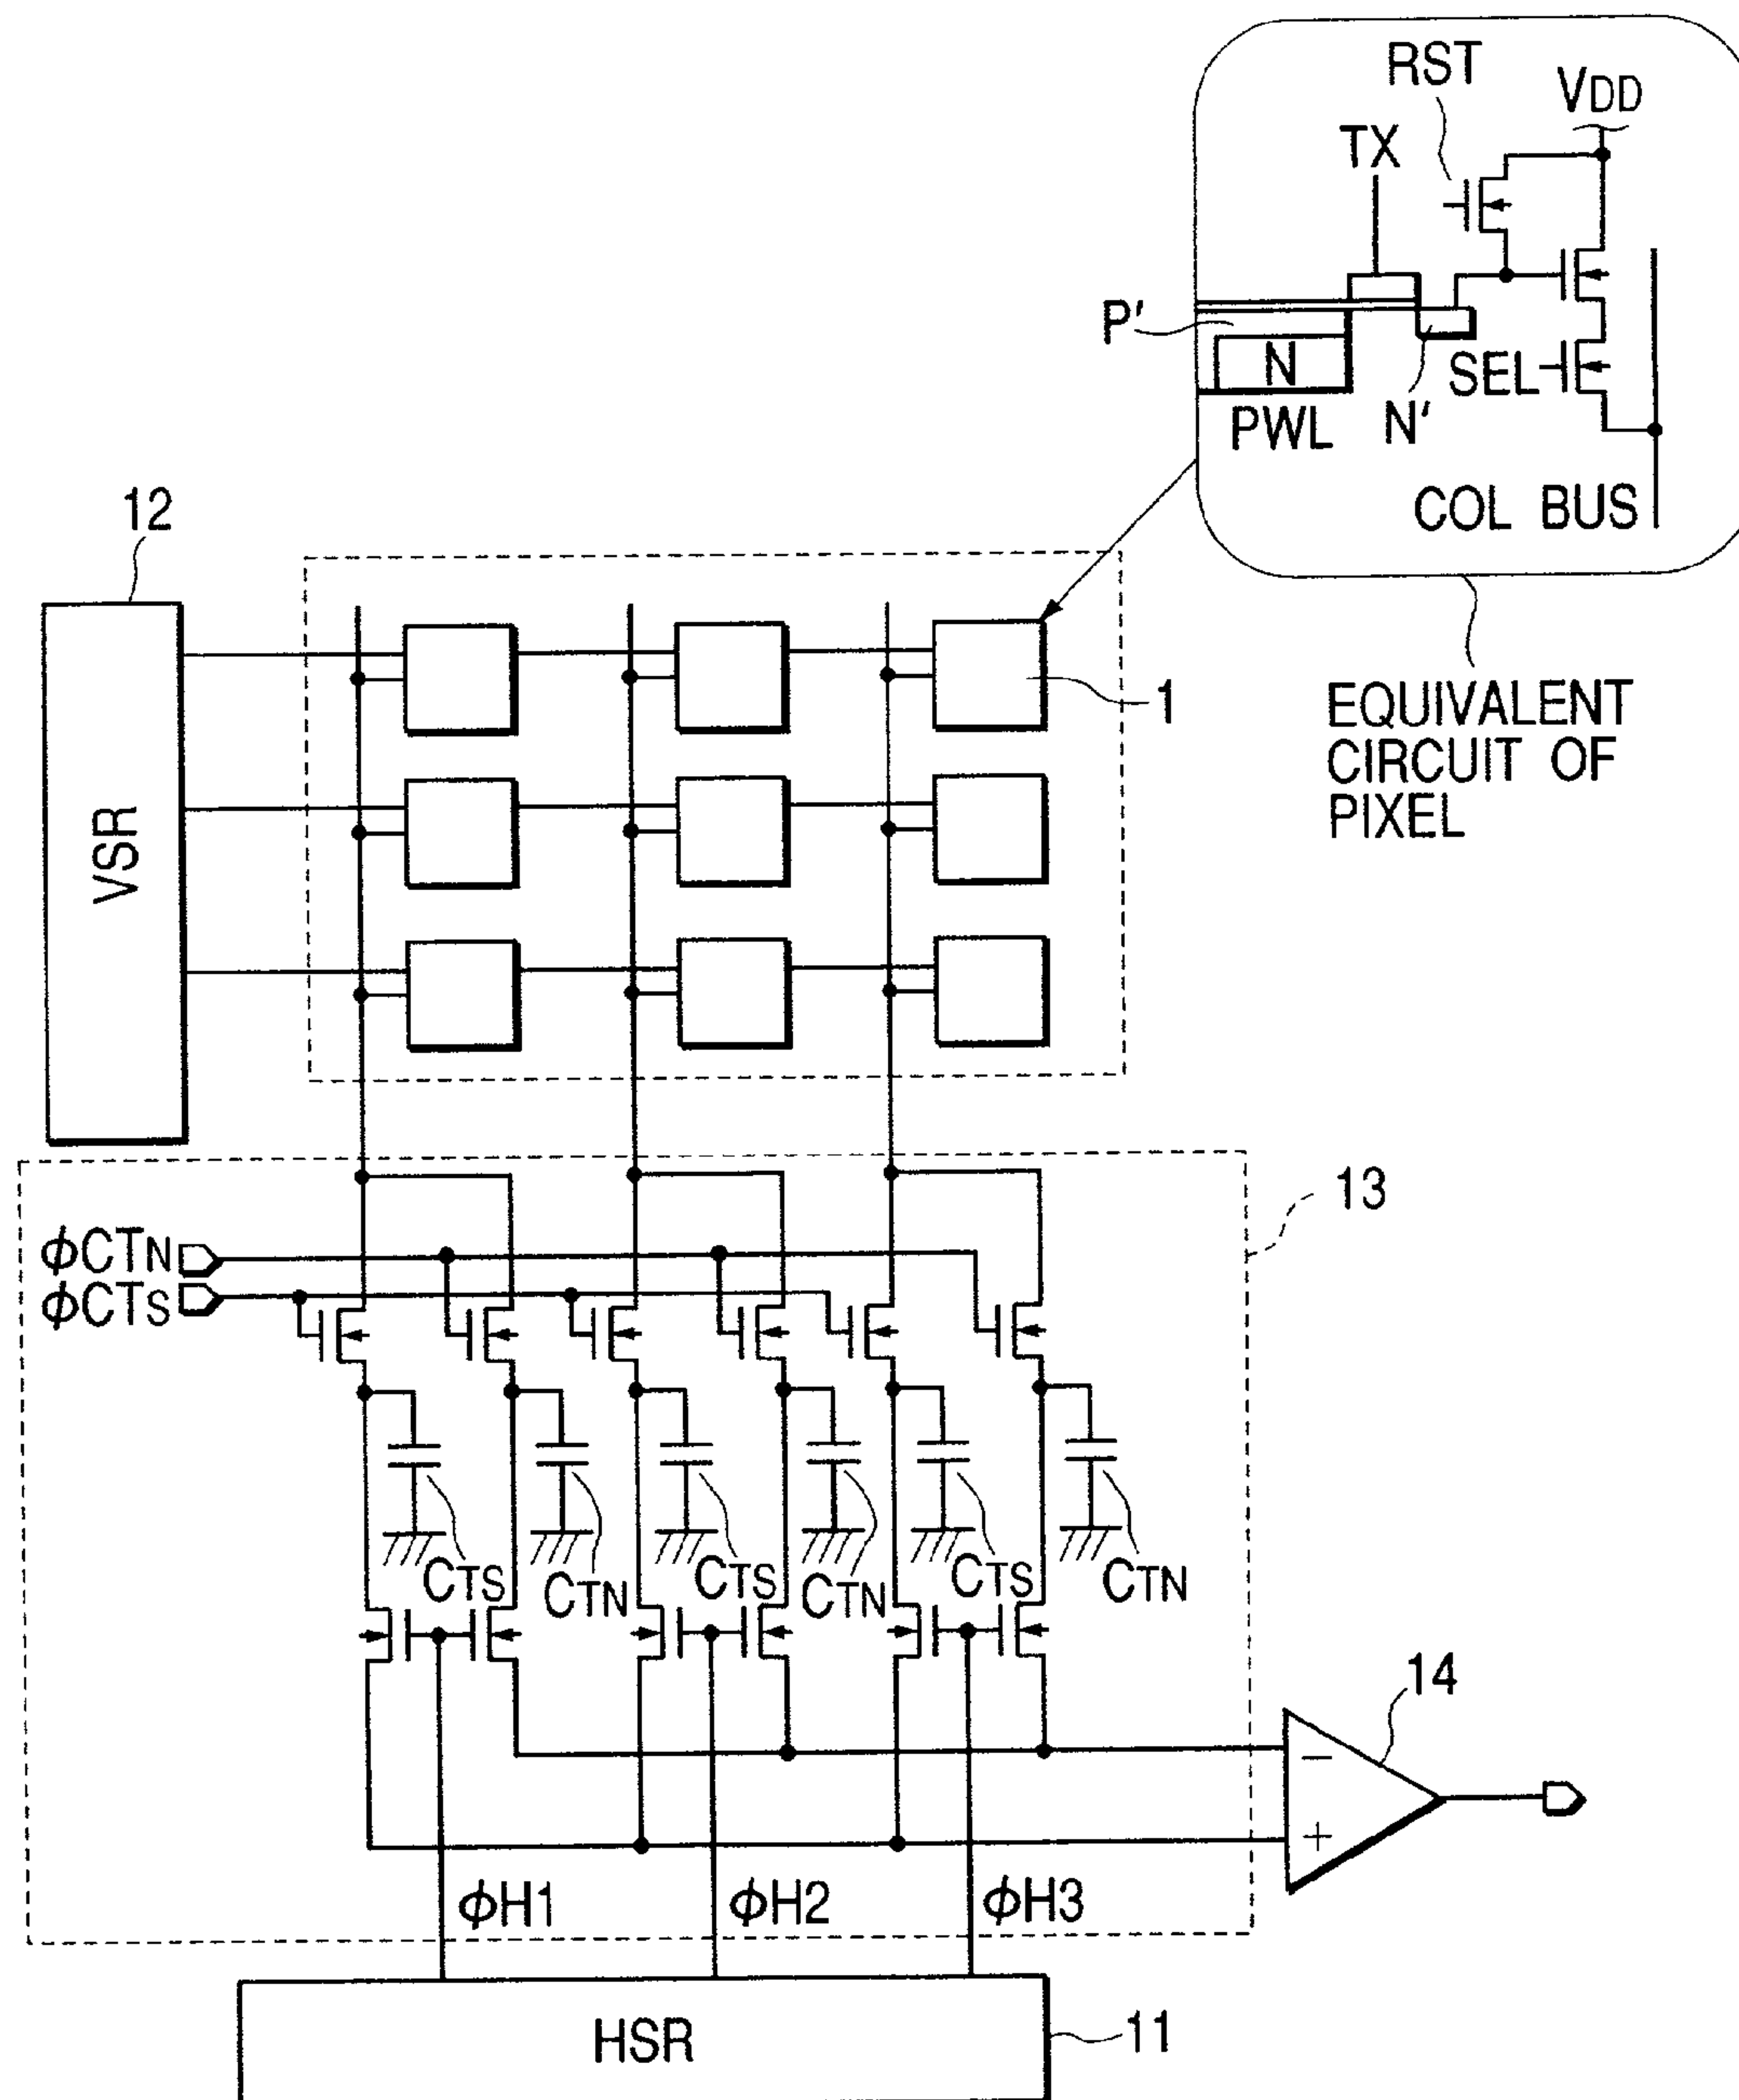 RST
VDD
TX
P'
N
SEL
PWL
N'
COL BUS
12
1
EQUIVALENT
CIRCUIT OF
PIXEL
VSR
13
ϕCTN
ϕCTS
CTS
CTN
CTS
CTN
CTS
CTN
14
−
+
ϕH1
ϕH2
ϕH3
HSR
11